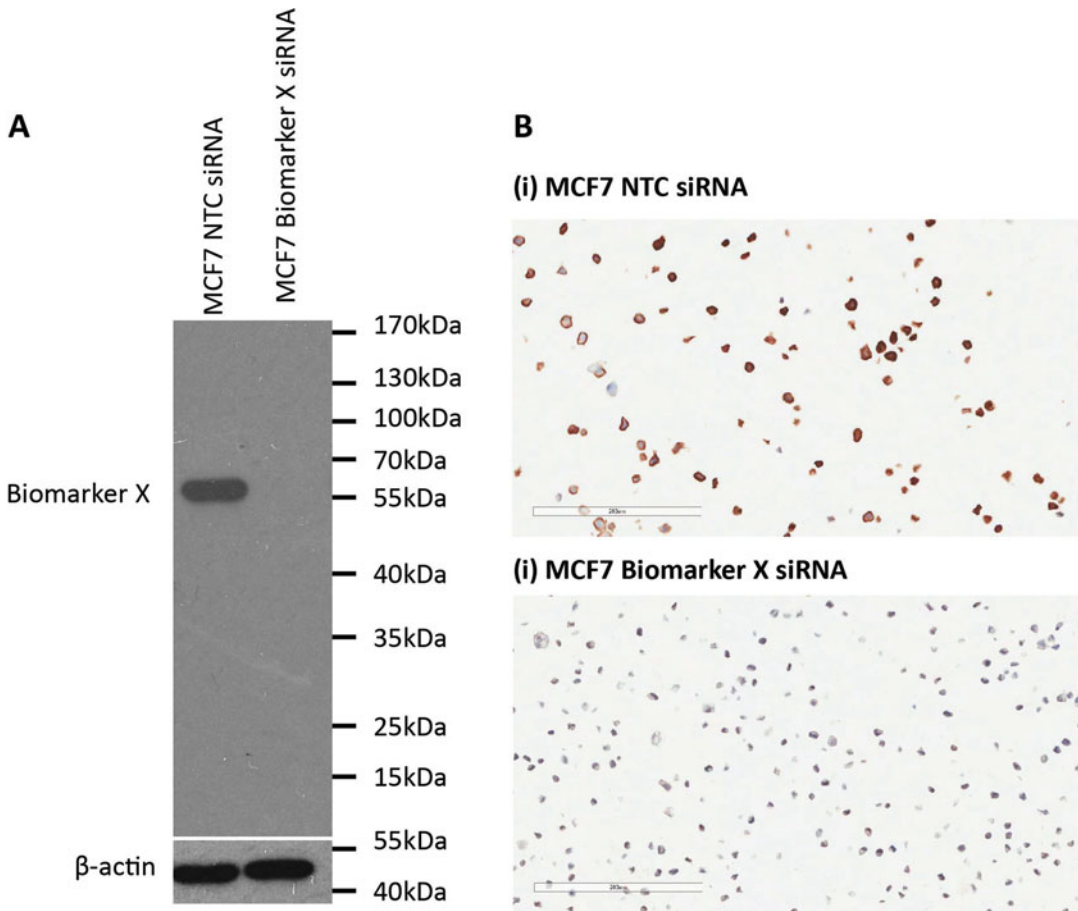 A
MCF7 NTC siRNA
MCF7 Biomarker X siRNA
170kDa
130kDa
100kDa
70kDa
Biomarker X
55kDa
40kDa
35kDa
25kDa
15kDa
55kDa
β-actin
40kDa
B
(i) MCF7 NTC siRNA
(i) MCF7 Biomarker X siRNA